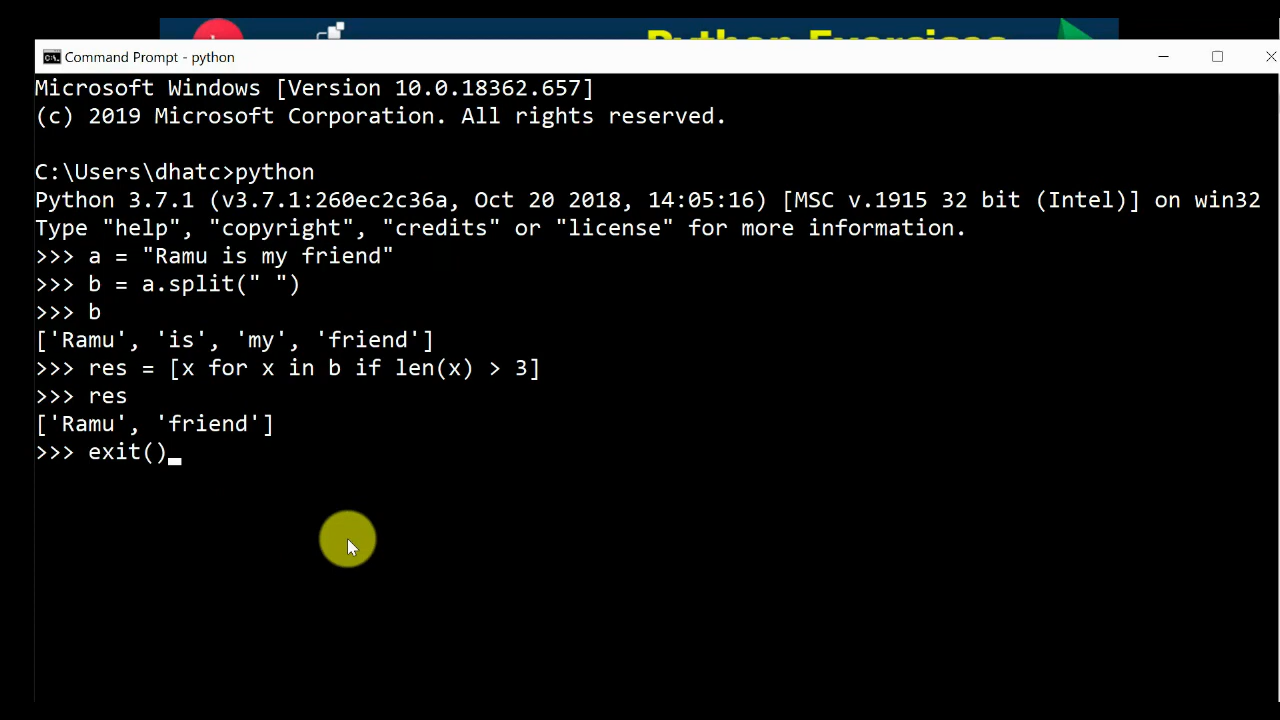 Python Exercises
Command Prompt - python
Microsoft Windows [Version 10.0.18362.657]
(c) 2019 Microsoft Corporation. All rights reserved.
C:\Users\dhatc>python
Python 3.7.1 (v3.7.1:260ec2c36a, Oct 20 2018, 14:05:16) [MSC v.1915 32 bit (Intel)] on win32
Type "help", "copyright", "credits" or "license" for more information.
>>> a = "Ramu is my friend"
>>> b = a.split(" ")
>>> b
['Ramu', 'is', 'my', 'friend']
>>> res = [x for x in b if len(x) > 3]
>>> res
['Ramu', 'friend']
>>> exit()